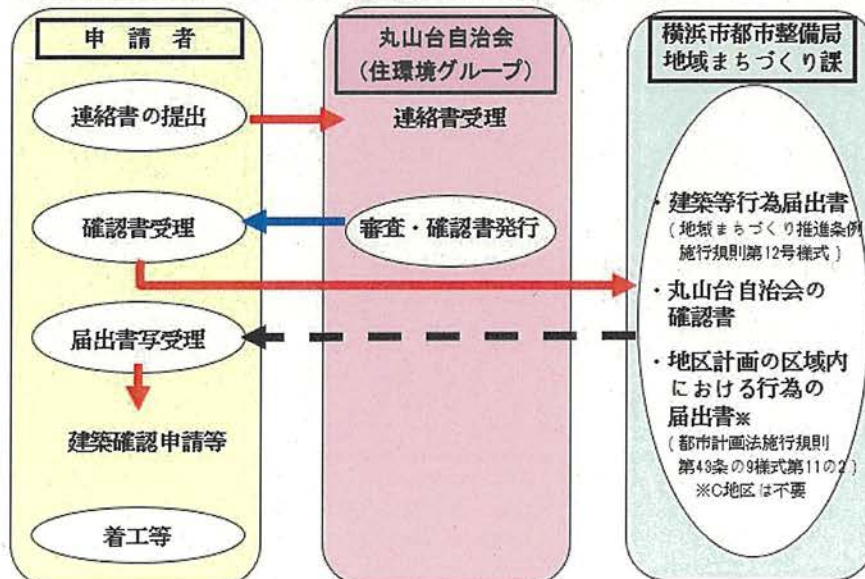 申請者
連絡書の提出
確認書受理
届出書写受理
建築確認申請等
着工等
丸山台自治会
（住環境グループ）
連絡書受理
審査・確認書発行
横浜市都市整備局
地域まちづくり課
・建築等行為届出書
（地域まちづくり推進条例
施行規則第12号様式）
・丸山台自治会の
確認書
・地区計画の区域内
における行為の
届出書※
（都市計画法施行規則
第43条の9様式第11の2）
※C地区は不要